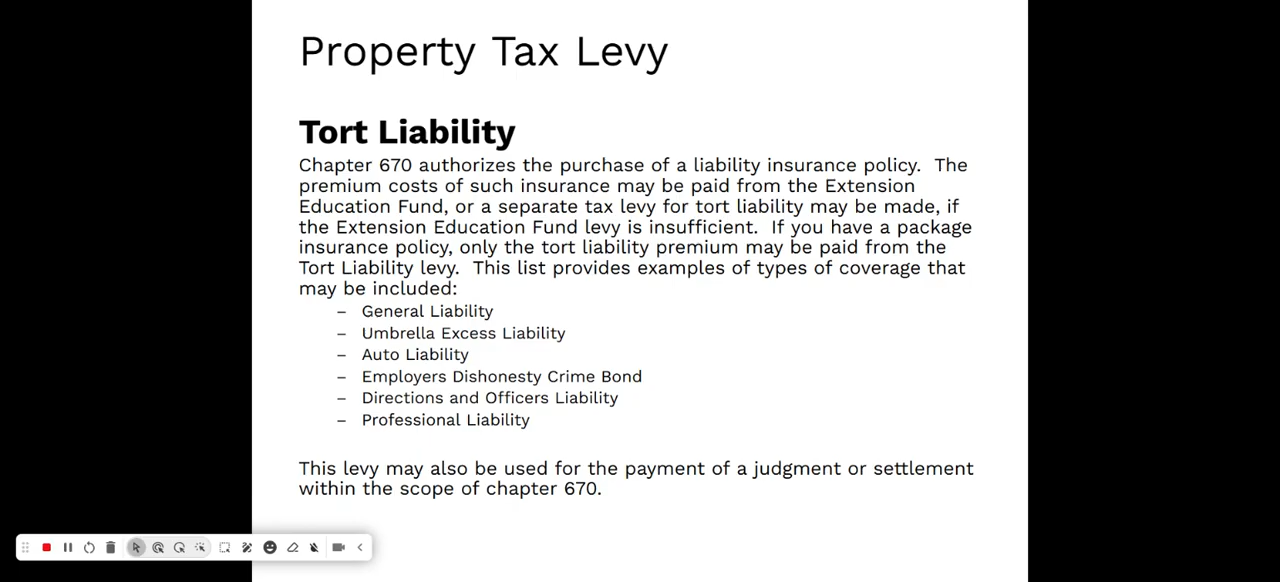 Property Tax Levy
Tort Liability
Chapter 670 authorizes the purchase of a liability insurance policy.  The
premium costs of such insurance may be paid from the Extension
Education Fund, or a separate tax levy for tort liability may be made, if
the Extension Education Fund levy is insufficient.  If you have a package
insurance policy, only the tort liability premium may be paid from the
Tort Liability levy.  This list provides examples of types of coverage that
may be included:
– General Liability
– Umbrella Excess Liability
– Auto Liability
– Employers Dishonesty Crime Bond
– Directions and Officers Liability
– Professional Liability
This levy may also be used for the payment of a judgment or settlement
within the scope of chapter 670.